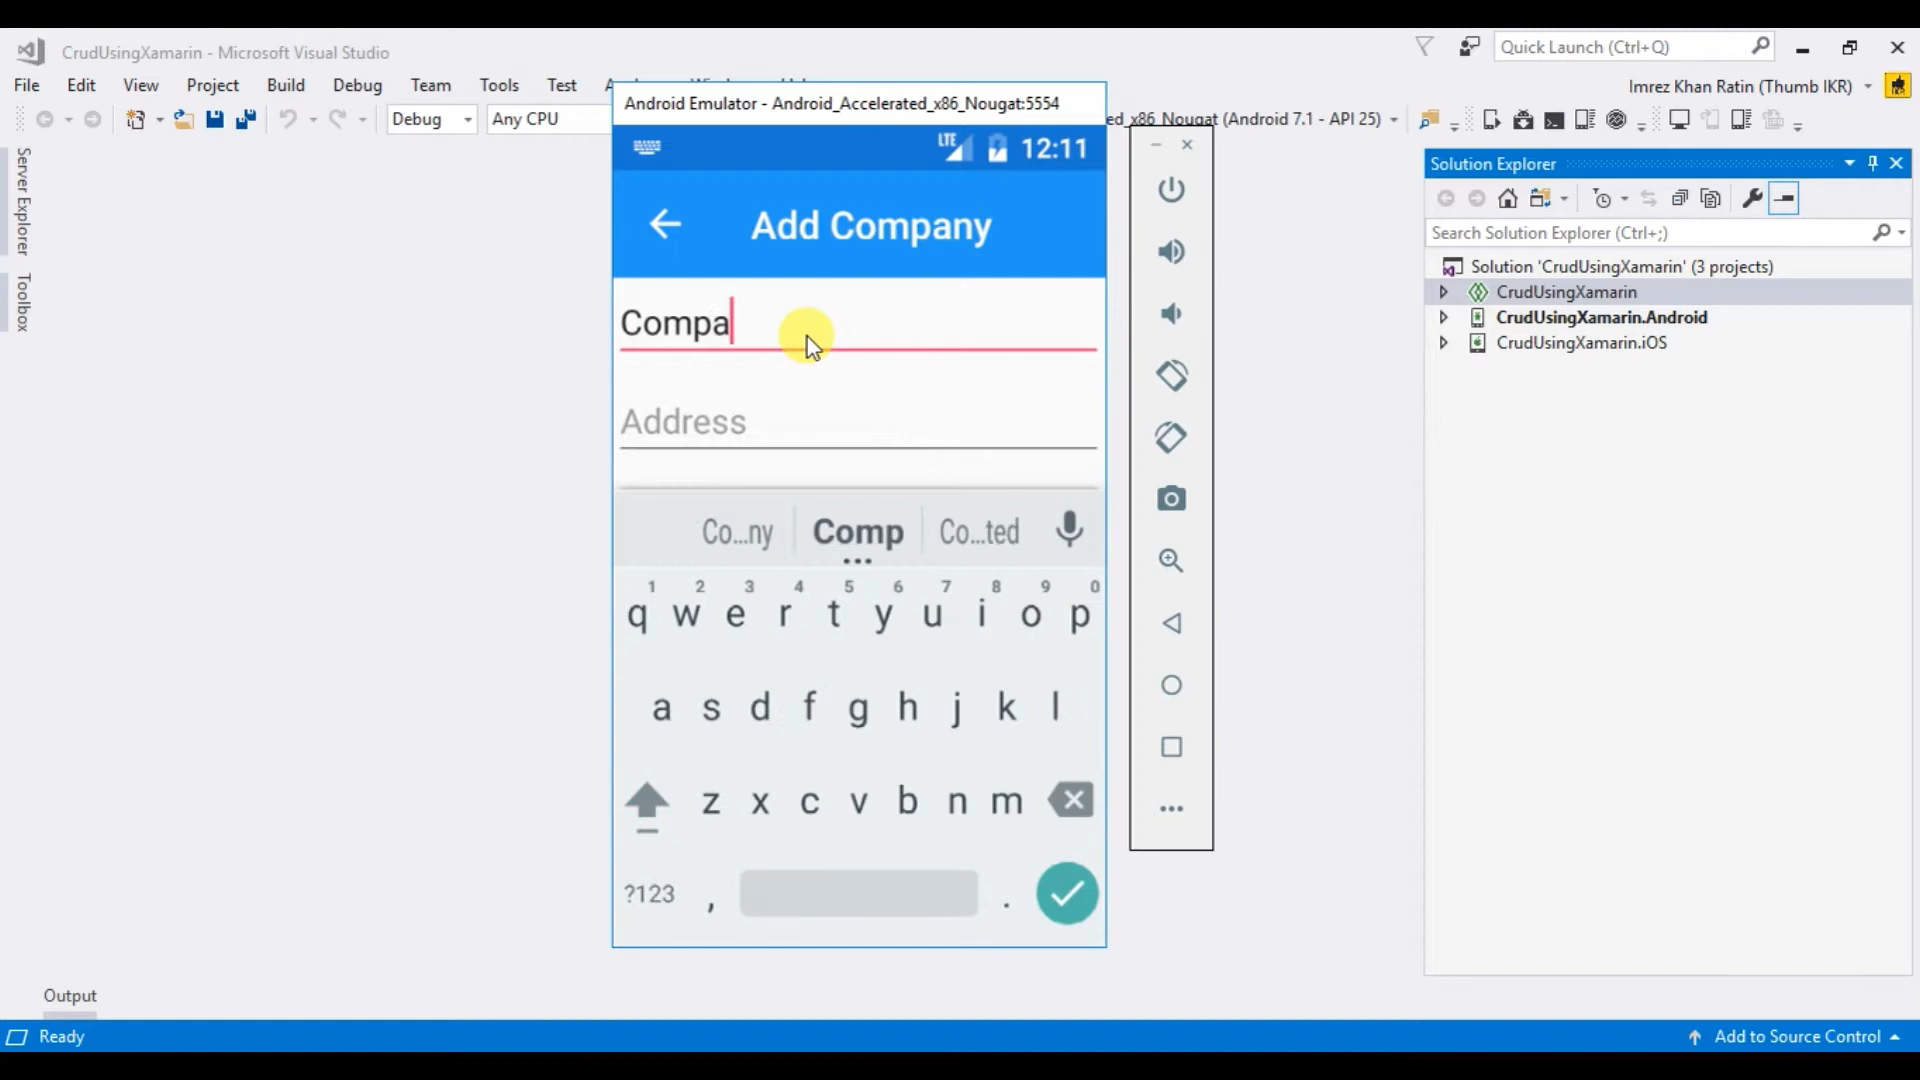 CrudUsingXamarin - Microsoft Visual Studio
Quick Launch (Ctrl+Q)
File Edit View Project Build Debug Team Tools Test
Imrez Khan Ratin (Thumb IKR)
Debug Any CPU
ed_x86_Nougat (Android 7.1 - API 25)
Android Emulator - Android_Accelerated_x86_Nougat:5554
LTE 12:11
Add Company
Compa
Address
Co...ny Comp Co...ted
1 2 3 4 5 6 7 8 9 0
q w e r t y u i o p
a s d f g h j k l
z x c v b n m
?123 , .
Server Explorer
Toolbox
Solution Explorer
Search Solution Explorer (Ctrl+;)
Solution 'CrudUsingXamarin' (3 projects)
CrudUsingXamarin
CrudUsingXamarin.Android
CrudUsingXamarin.iOS
Output
Ready
Add to Source Control